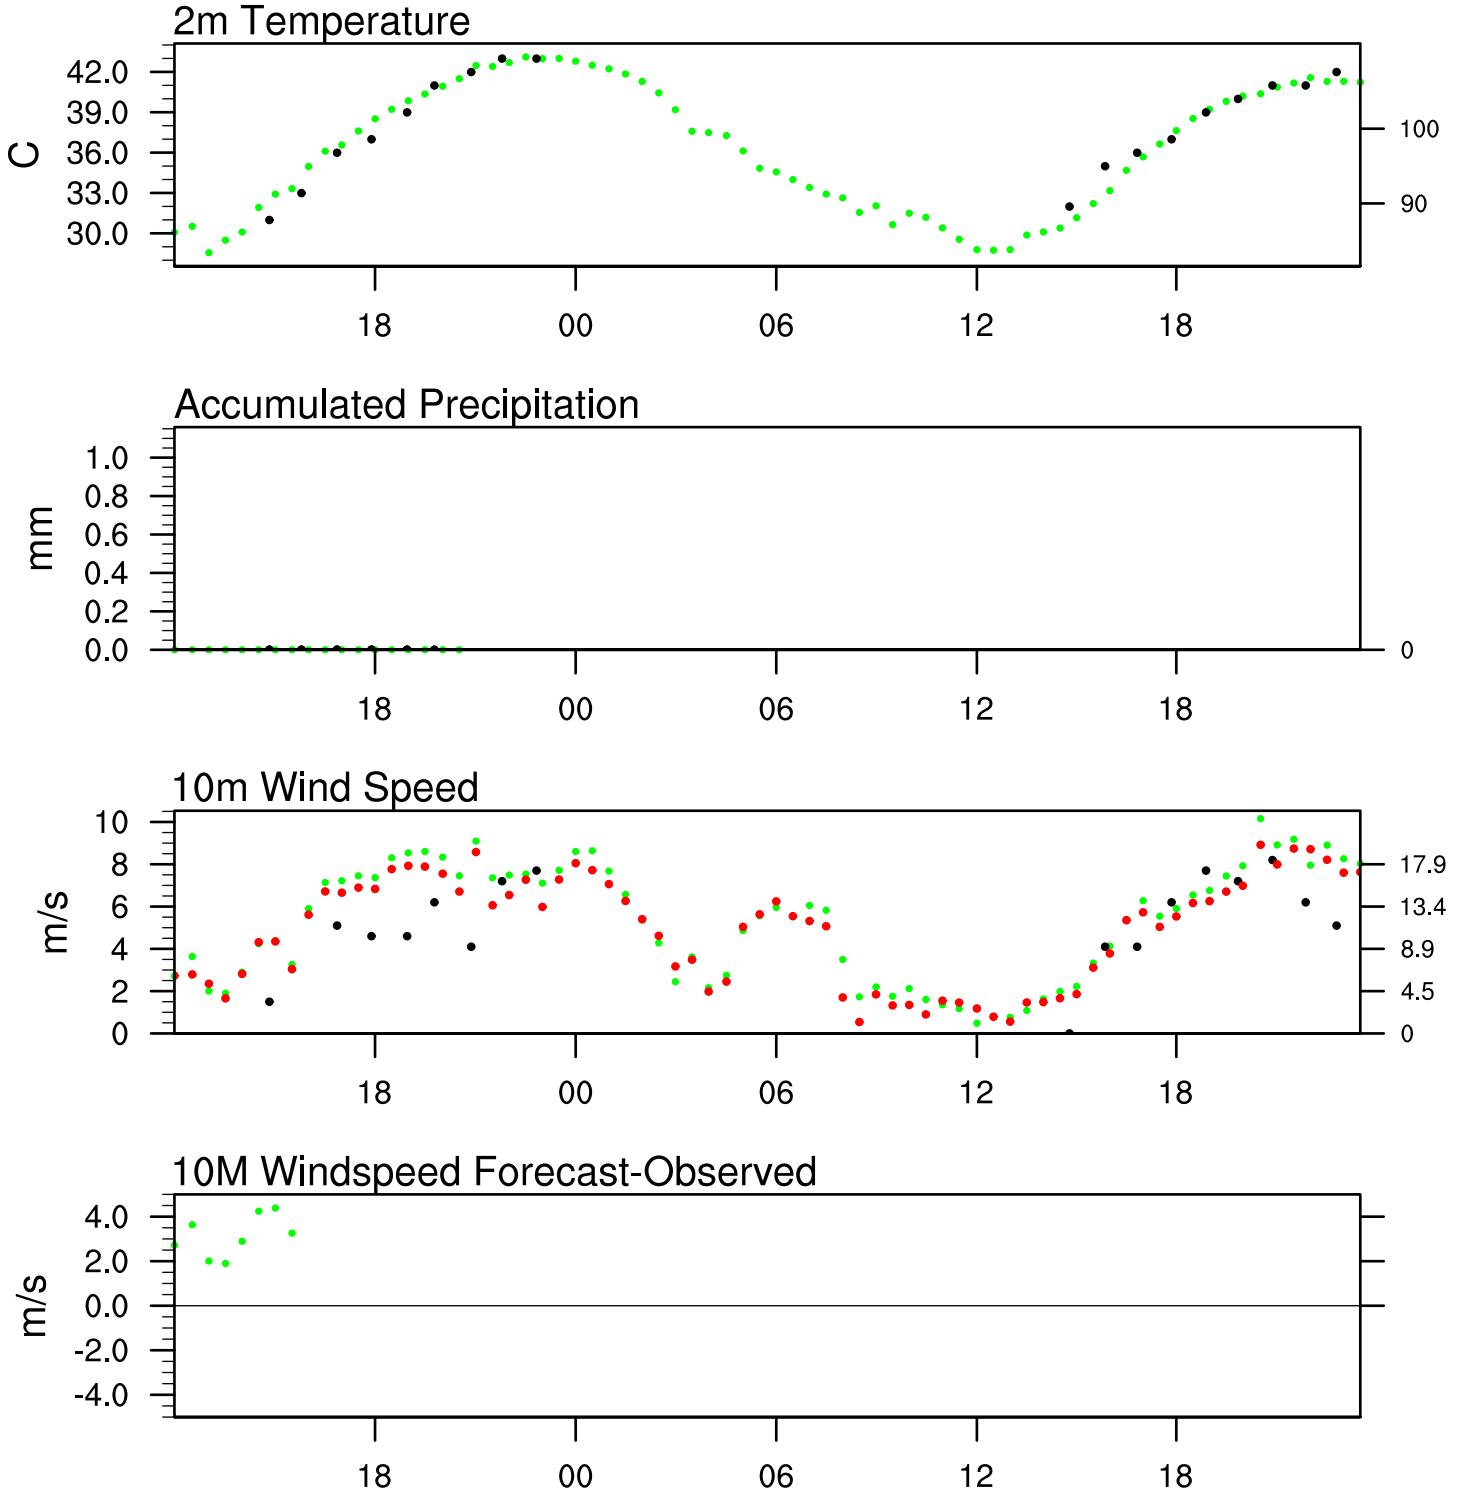 2m Temperature
42.0
39.0
36.0
33.0
30.0
C
100
90
18 00 06 12 18
Accumulated Precipitation
1.0
0.8
0.6
0.4
0.2
0.0
mm
0
18 00 06 12 18
10m Wind Speed
10
8
6
4
2
0
m/s
17.9
13.4
8.9
4.5
0
18 00 06 12 18
10M Windspeed Forecast-Observed
4.0
2.0
0.0
-2.0
-4.0
m/s
18 00 06 12 18